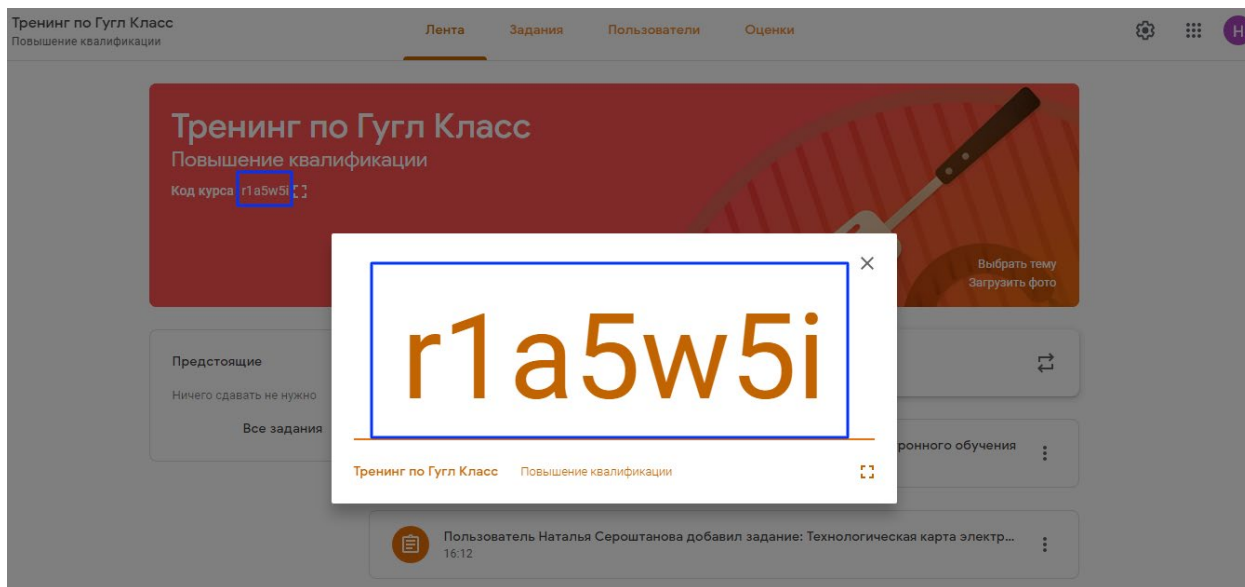 Тренинг по Гугл Класс
Повышение квалификации
Лента Задания Пользователи Оценки
Н
Тренинг по Гугл Класс
Повышение квалификации
Код курса r1a5w5i
Выбрать тему
Загрузить фото
r1a5w5i
Тренинг по Гугл Класс Повышение квалификации
Предстоящие
Ничего сдавать не нужно
Все задания
ронного обучения
Пользователь Наталья Сероштанова добавил задание: Технологическая карта электр...
16:12